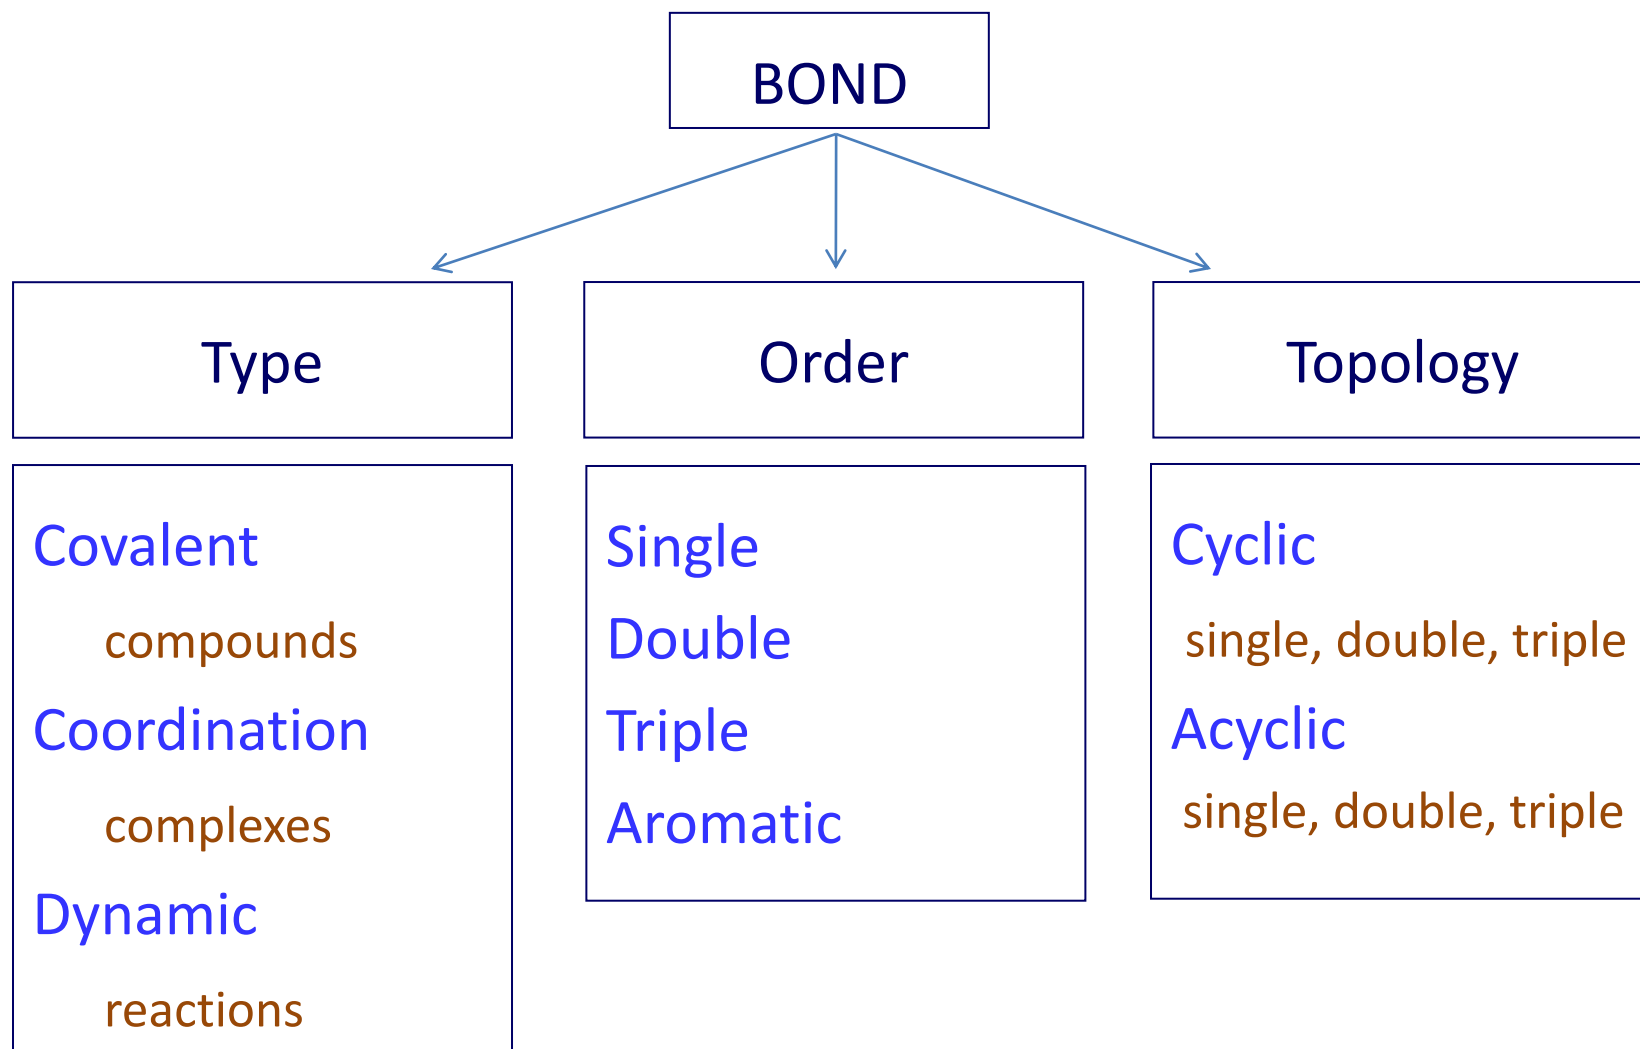 BOND
Type
Order
Topology
Covalent
compounds
Coordination
complexes
Dynamic
reactions
Single
Double
Triple
Aromatic
Cyclic
single, double, triple
Acyclic
single, double, triple